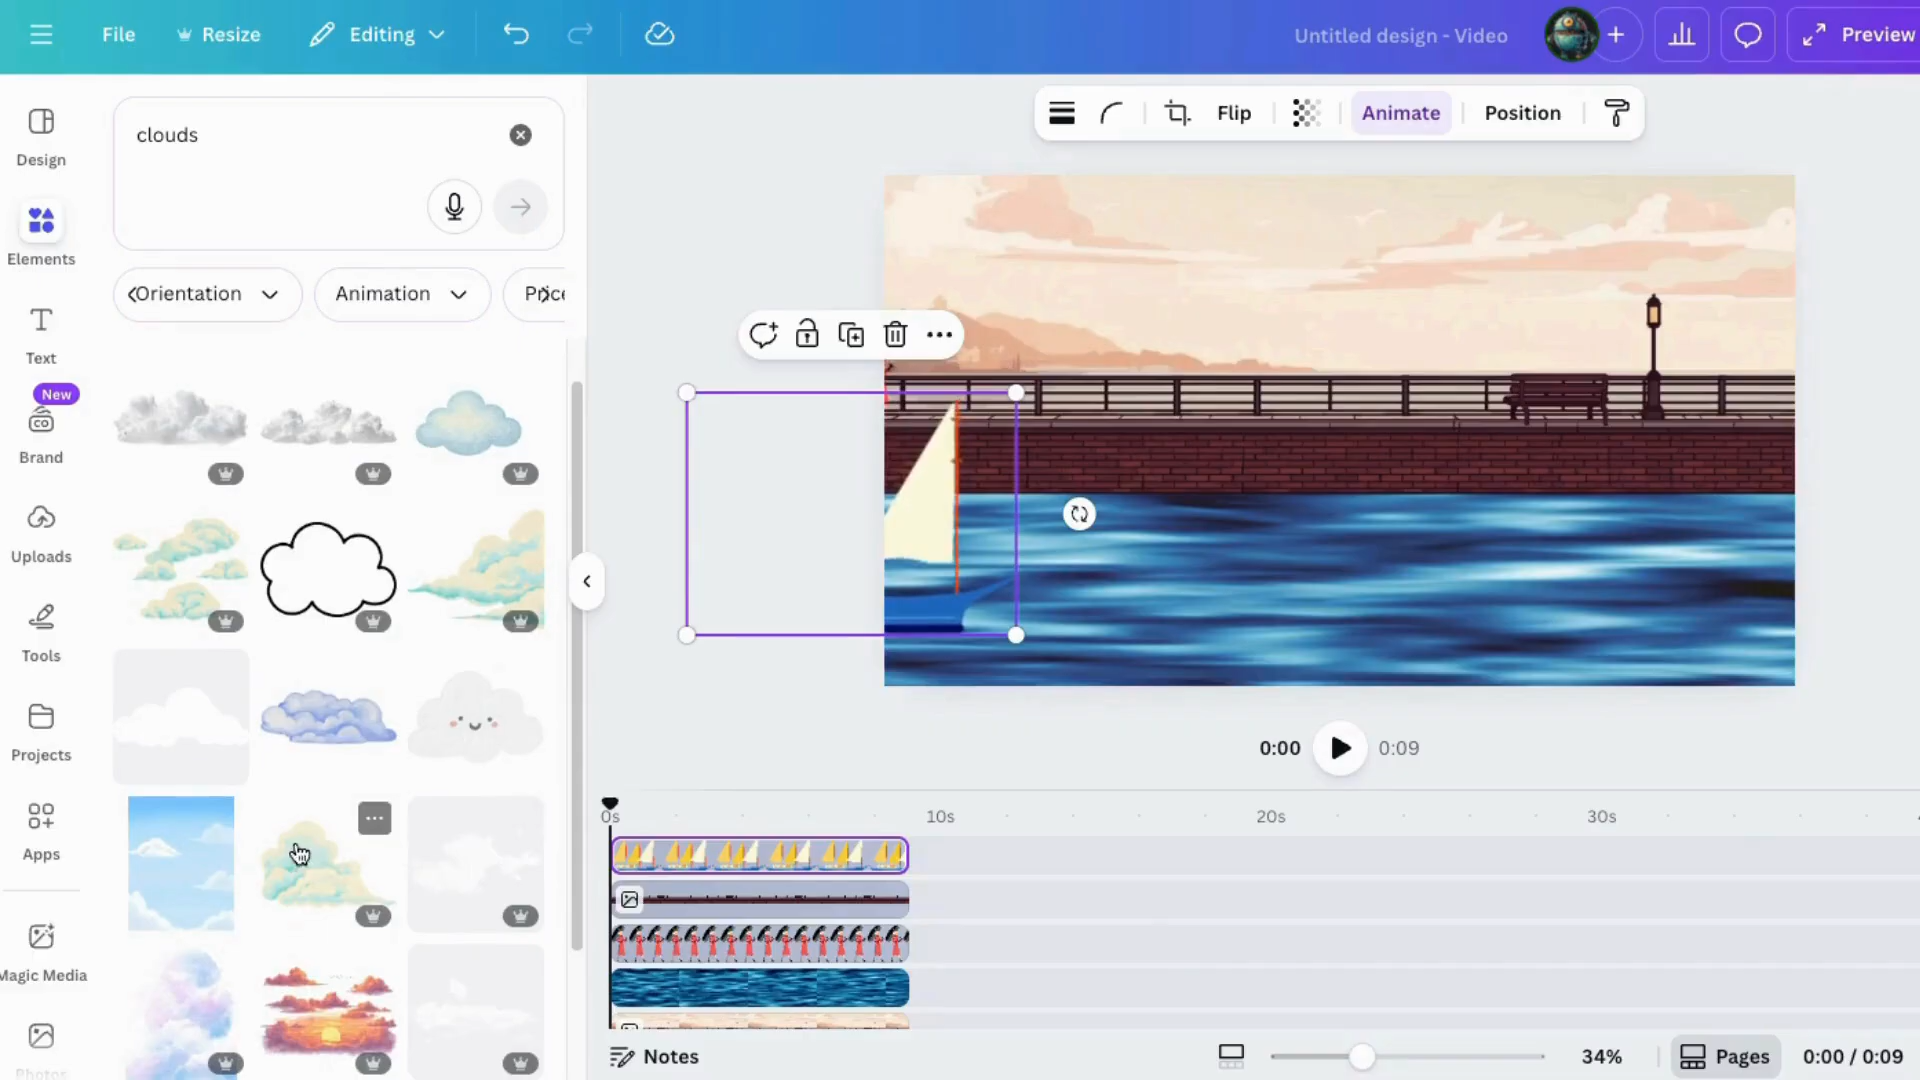 File
Resize
Editing
Untitled design - Video
Preview
Design
Elements
Text
New
Brand
Uploads
Tools
Projects
Apps
Magic Media
Photos
clouds
Orientation
Animation
Price
Flip
Animate
Position
0:00
0:09
0s
10s
20s
30s
Notes
34%
Pages
0:00 / 0:09